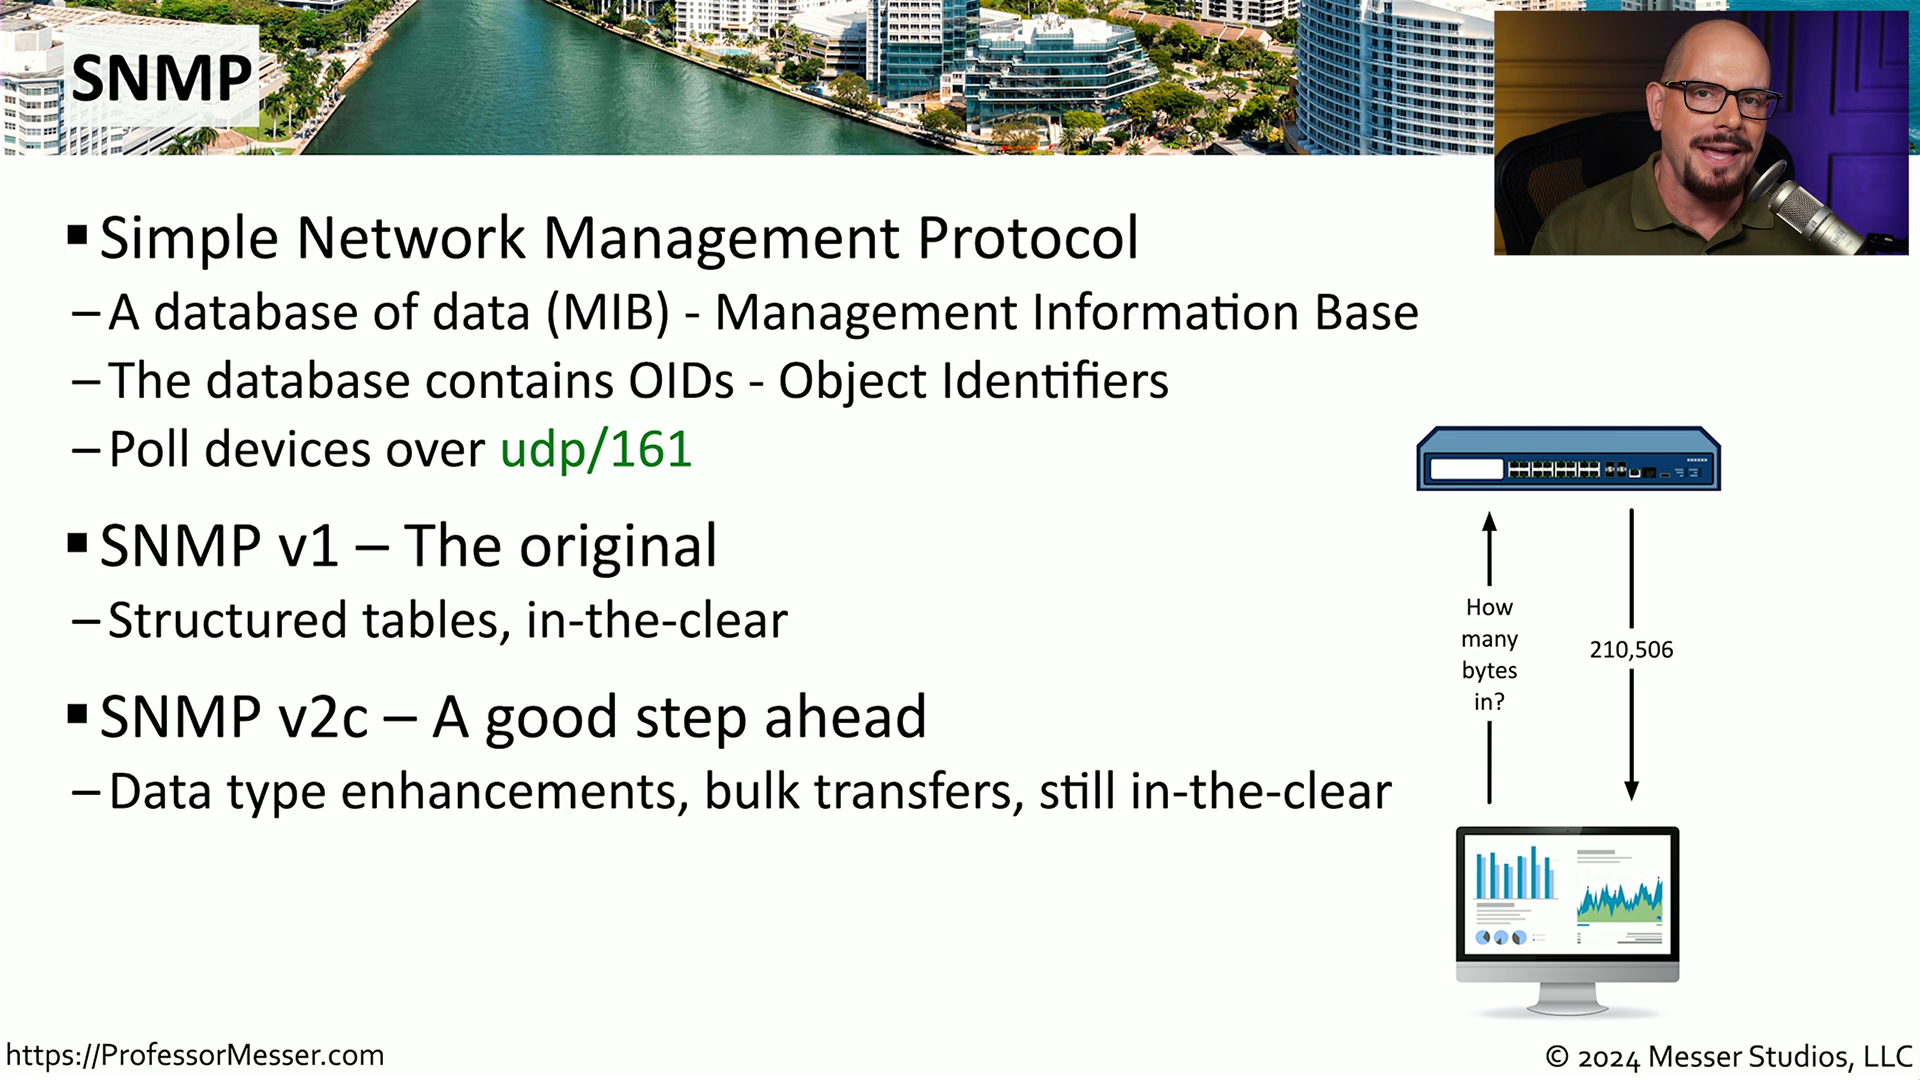 SNMP
▪ Simple Network Management Protocol
– A database of data (MIB) - Management Information Base
– The database contains OIDs - Object Identifiers
– Poll devices over udp/161
▪ SNMP v1 – The original
– Structured tables, in-the-clear
▪ SNMP v2c – A good step ahead
– Data type enhancements, bulk transfers, still in-the-clear
How
many
bytes
in?
210,506
https://ProfessorMesser.com
© 2024 Messer Studios, LLC